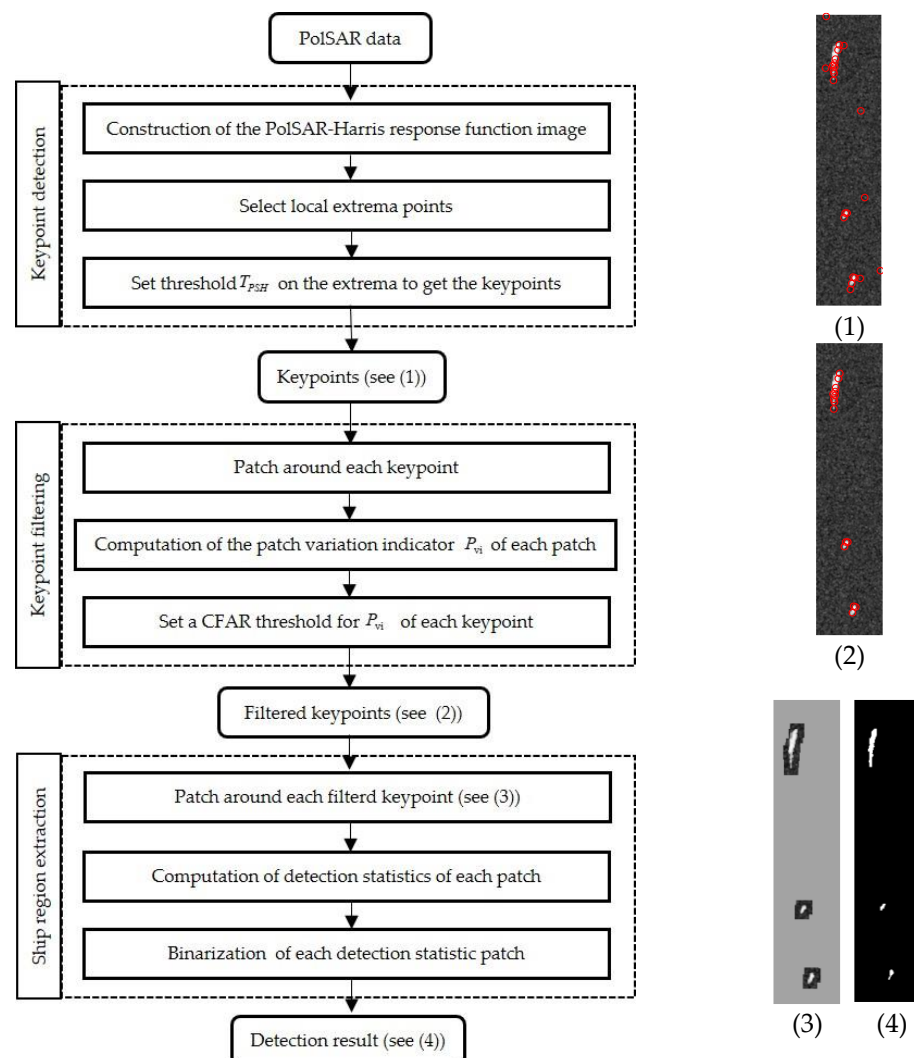 PolSAR data
Keypoint detection
Construction of the PolSAR-Harris response function image
Select local extrema points
Set threshold T_PSH on the extrema to get the keypoints
Keypoints (see (1))
Keypoint filtering
Patch around each keypoint
Computation of the patch variation indicator P_vi of each patch
Set a CFAR threshold for P_vi of each keypoint
Filtered keypoints (see (2))
Ship region extraction
Patch around each filterd keypoint (see (3))
Computation of detection statistics of each patch
Binarization of each detection statistic patch
Detection result (see (4))
(1)
(2)
(3)
(4)